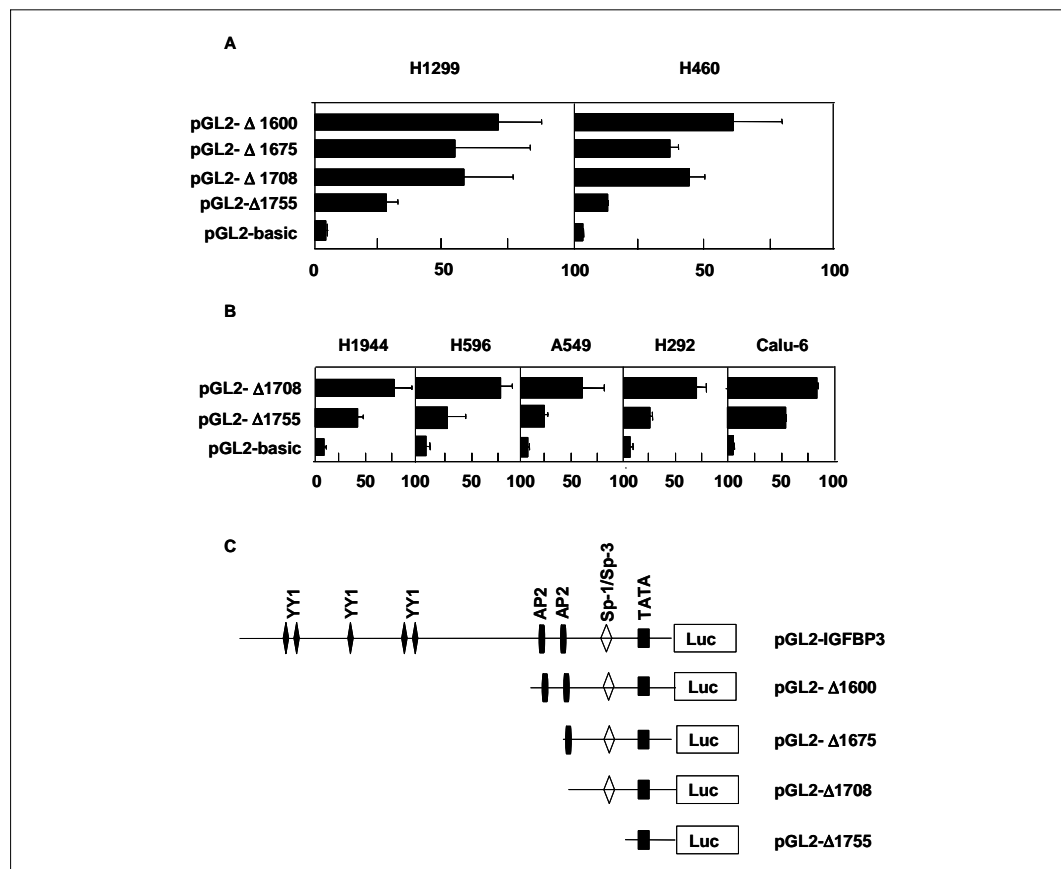 A
H1299 H460
pGL2- Δ 1600
pGL2- Δ 1675
pGL2- Δ 1708
pGL2-Δ1755
pGL2-basic
0 50 100 50 100
B
H1944 H596 A549 H292 Calu-6
pGL2- Δ1708
pGL2- Δ1755
pGL2-basic
0 50 100 50 100 50 100 50 100 50 100
C
YY1 YY1 YY1 AP2 AP2 Sp-1/Sp-3 TATA
Luc pGL2-IGFBP3
Luc pGL2- Δ1600
Luc pGL2- Δ1675
Luc pGL2-Δ1708
Luc pGL2-Δ1755